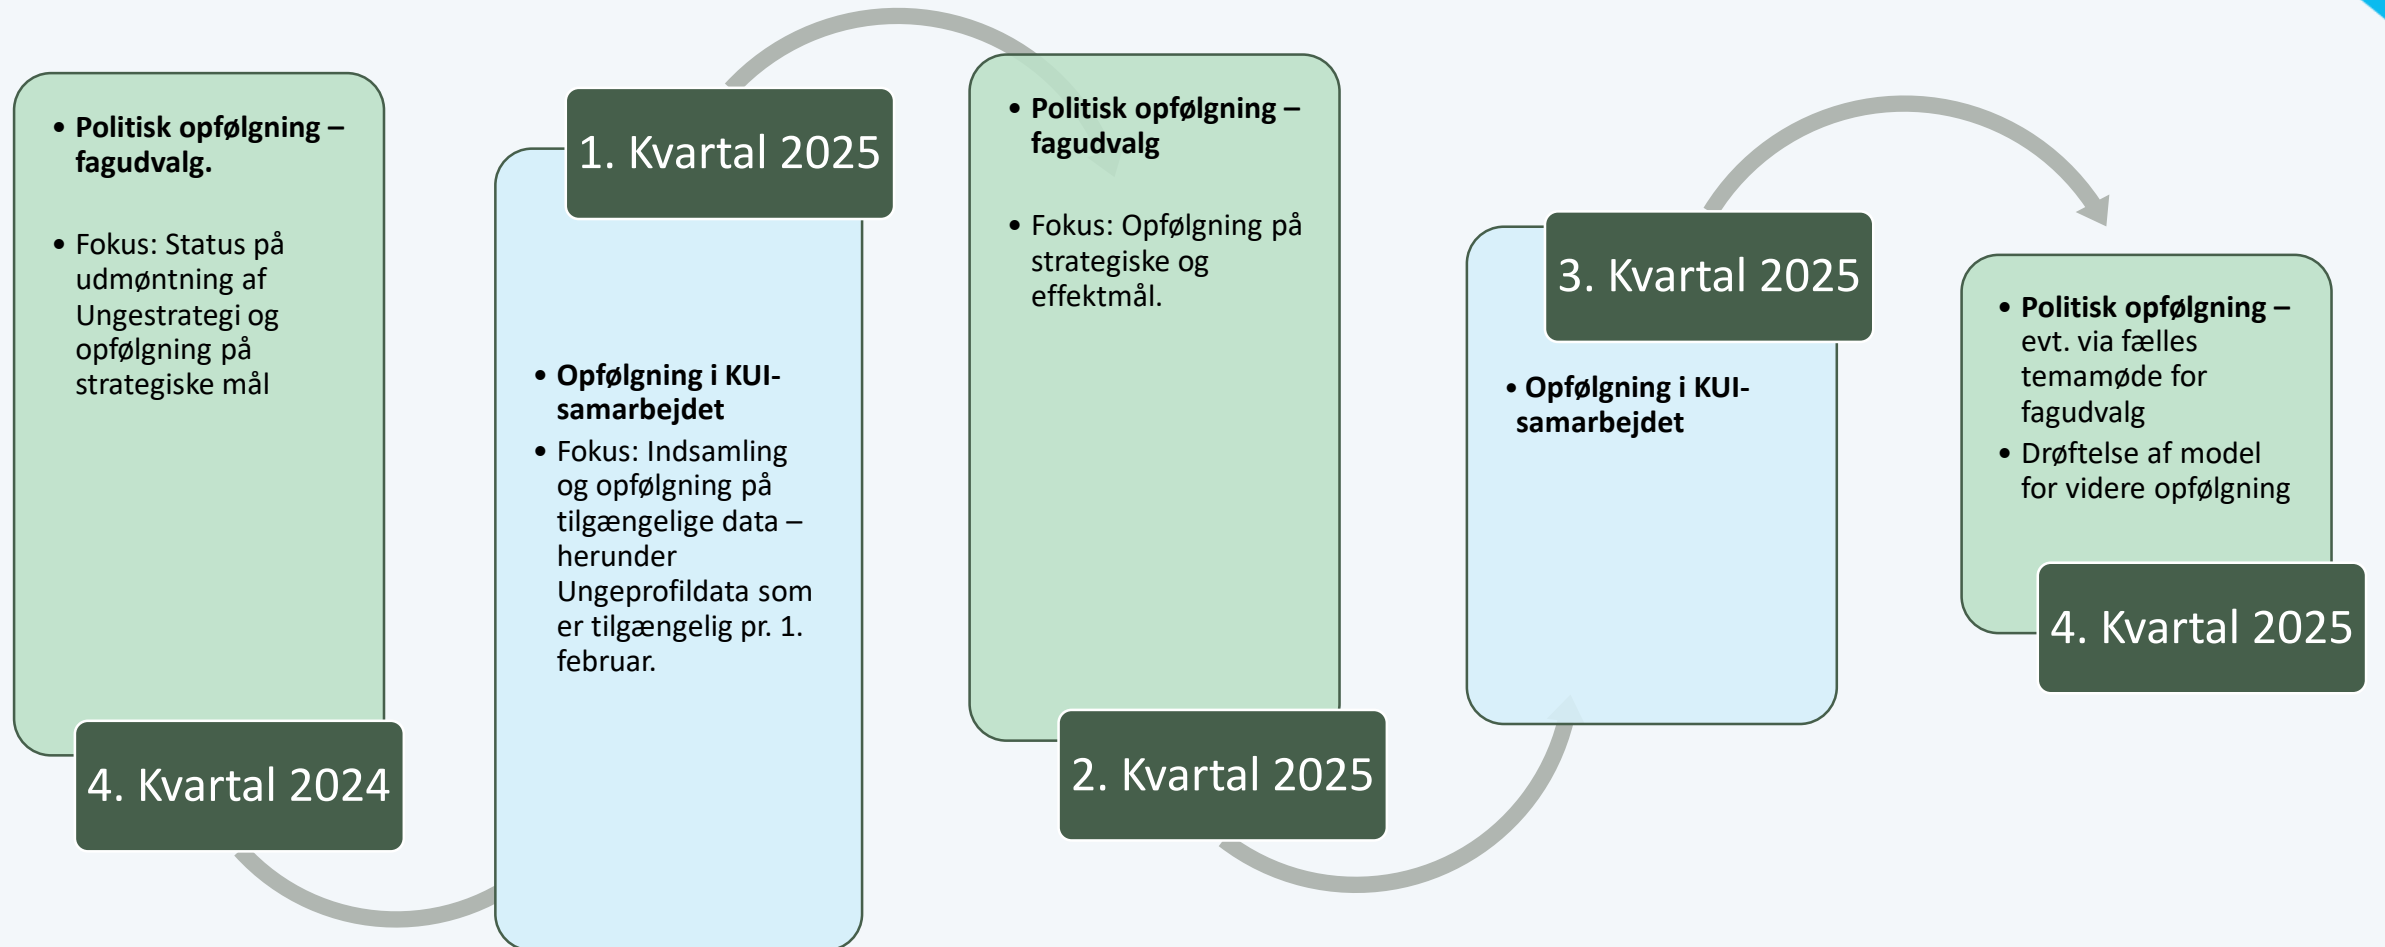 • Politisk opfølgning –
fagudvalg.
• Fokus: Status på
udmøntning af
Ungestrategi og
opfølgning på
strategiske mål
4. Kvartal 2024
1. Kvartal 2025
• Opfølgning i KUI-
samarbejdet
• Fokus: Indsamling
og opfølgning på
tilgængelige data –
herunder
Ungeprofildata som
er tilgængelig pr. 1.
februar.
• Politisk opfølgning –
fagudvalg
• Fokus: Opfølgning på
strategiske og
effektmål.
2. Kvartal 2025
3. Kvartal 2025
• Opfølgning i KUI-
samarbejdet
• Politisk opfølgning –
evt. via fælles
temamøde for
fagudvalg
• Drøftelse af model
for videre opfølgning
4. Kvartal 2025